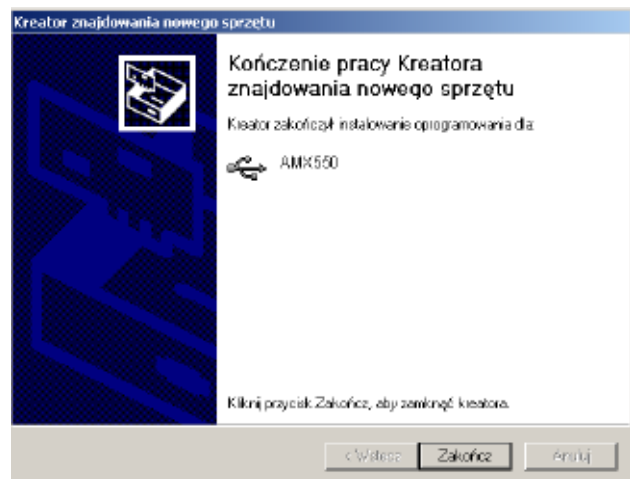 Kreator znajdowania nowego sprzętu
Kończenie pracy Kreatora
znajdowania nowego sprzętu
Kreator zakończył instalowanie oprogramowania dla:
AMX550
Kliknij przycisk Zakończ, aby zamknąć kreatora.
< Wstecz
Zakończ
Anuluj